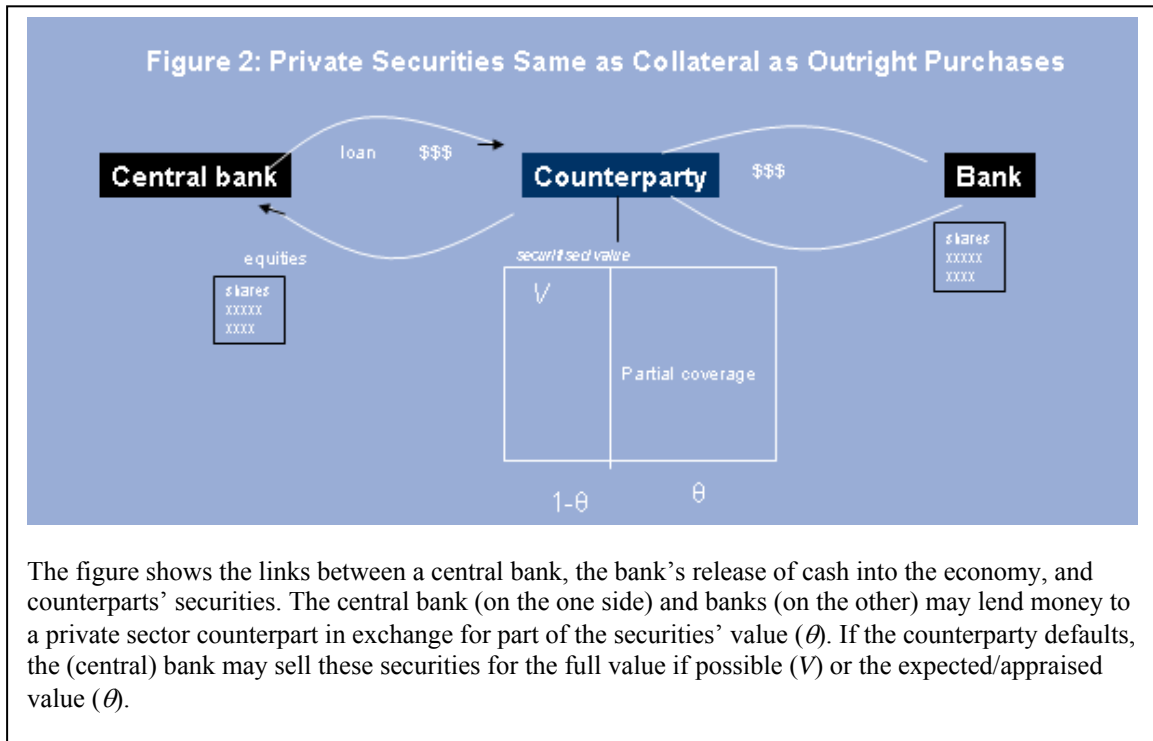 Figure 2: Private Securities Same as Collateral as Outright Purchases
loan $$$
Central bank
Counterparty
$$$
Bank
equities
shares
xxxxx
xxxx
securitised value
shares
xxxxx
xxxx
V
Partial coverage
1-θ
θ
The figure shows the links between a central bank, the bank’s release of cash into the economy, and
counterparts’ securities. The central bank (on the one side) and banks (on the other) may lend money to
a private sector counterpart in exchange for part of the securities’ value (θ). If the counterparty defaults,
the (central) bank may sell these securities for the full value if possible (V) or the expected/appraised
value (θ).